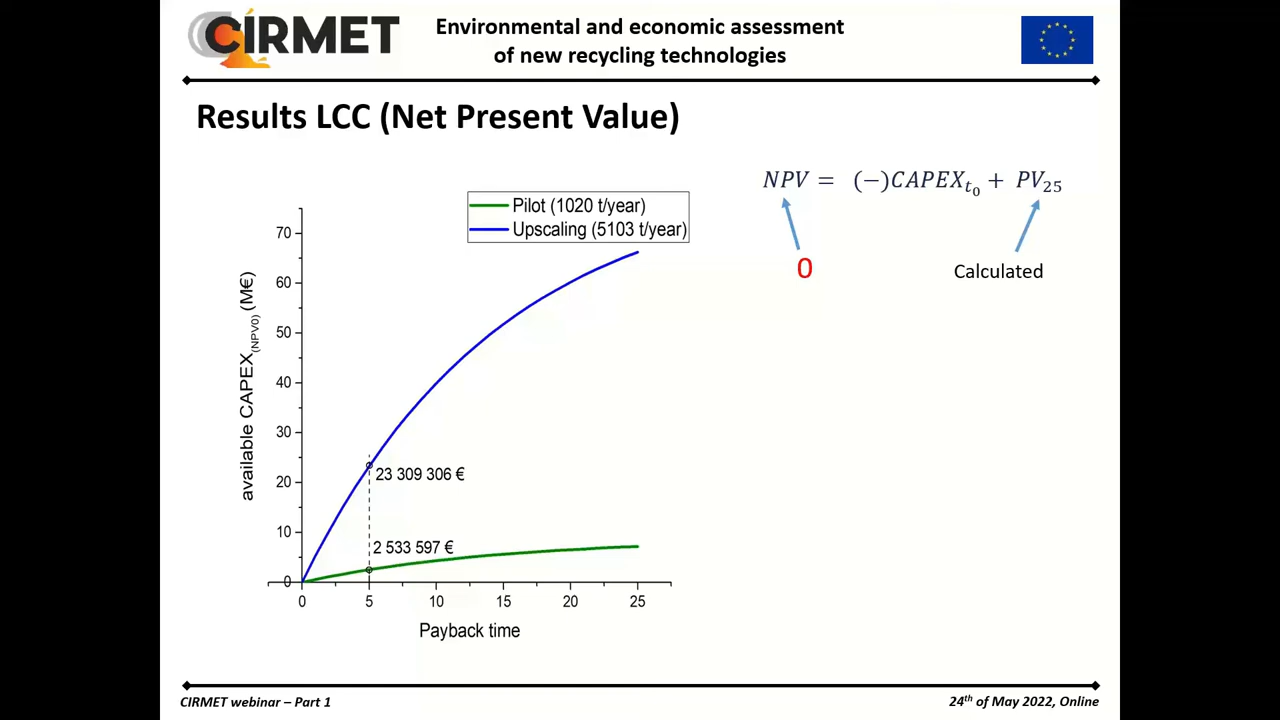 CIRMET
Environmental and economic assessment
of new recycling technologies
Results LCC (Net Present Value)
NPV = (−)CAPEXt0 + PV25
0
Calculated
Pilot (1020 t/year)
Upscaling (5103 t/year)
available CAPEX(NPV0) (M€)
70
60
50
40
30
20
10
0
23 309 306 €
2 533 597 €
0 5 10 15 20 25
Payback time
CIRMET webinar – Part 1
24th of May 2022, Online